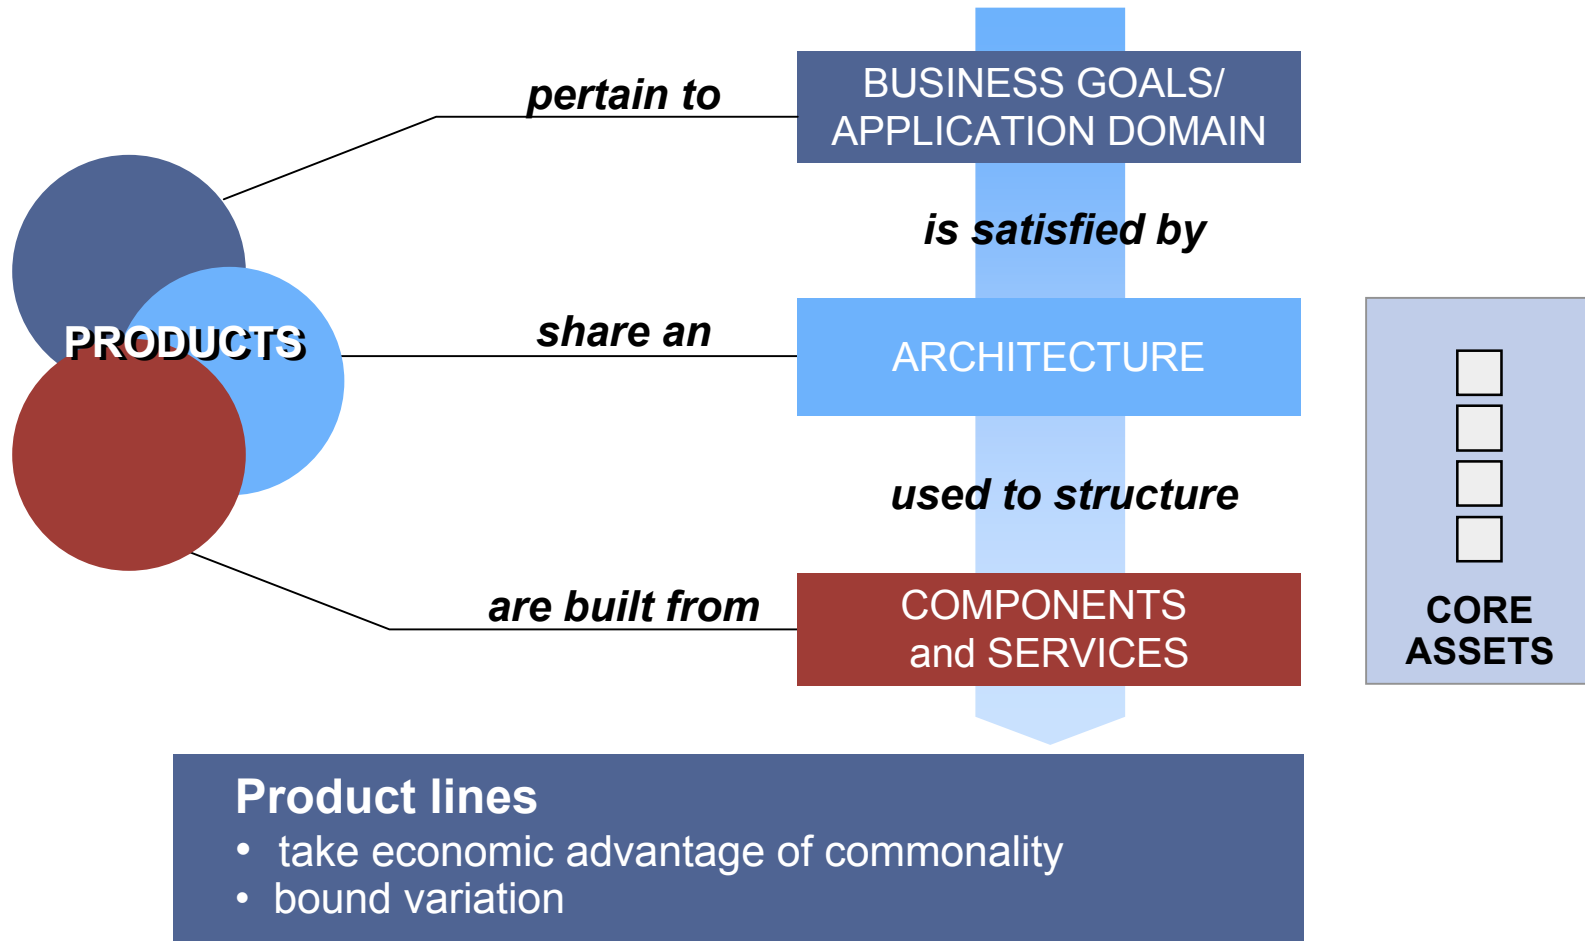 pertain to
BUSINESS GOALS/
APPLICATION DOMAIN
is satisfied by
PRODUCTS
share an
ARCHITECTURE
used to structure
are built from
COMPONENTS
and SERVICES
CORE
ASSETS
Product lines
• take economic advantage of commonality
• bound variation